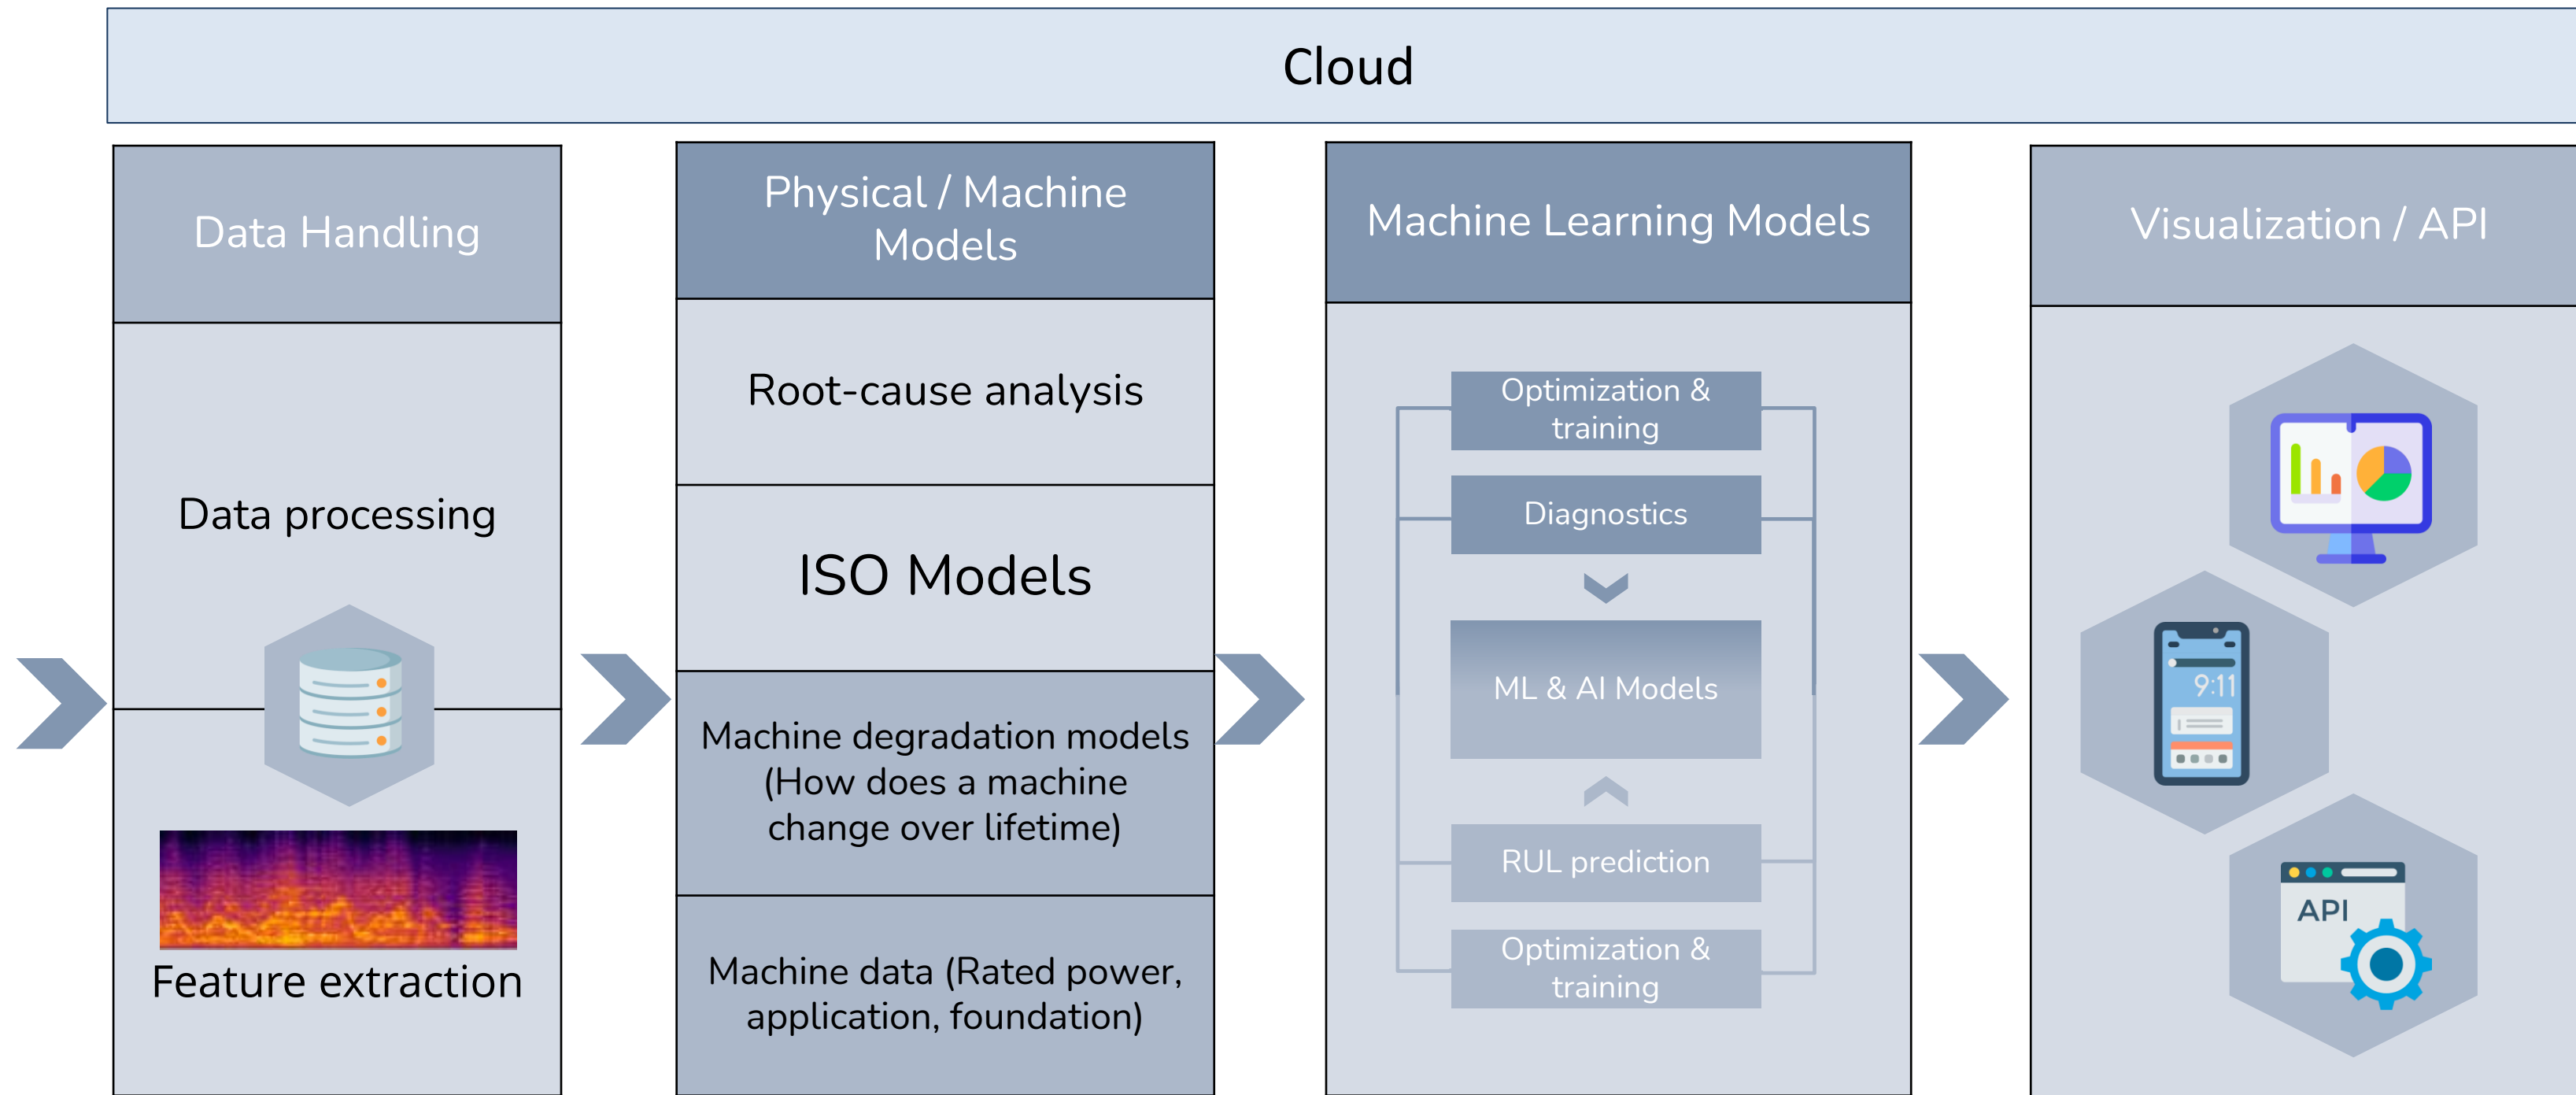 Cloud
Data Handling
Data processing
Feature extraction
Physical / Machine
Models
Root-cause analysis
ISO Models
Machine degradation models
(How does a machine
change over lifetime)
Machine data (Rated power,
application, foundation)
Machine Learning Models
Optimization &
training
Diagnostics
ML & AI Models
RUL prediction
Optimization &
training
Visualization / API
9:11
API